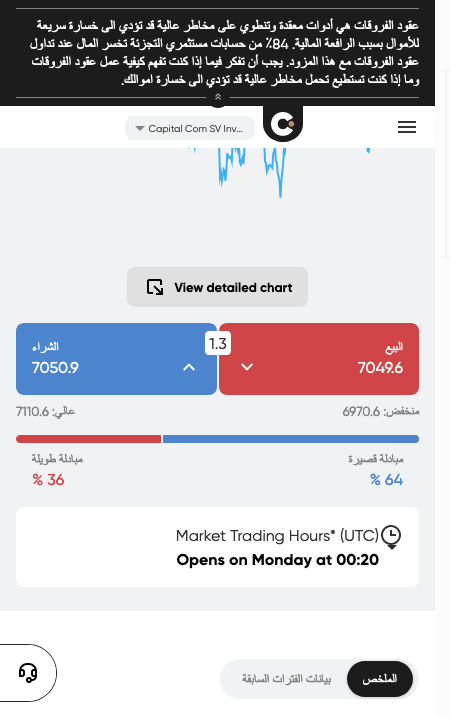 عقود الفروقات هي أدوات معقدة وتنطوي على مخاطر عالية قد تؤدي الى خسارة سريعة
للأموال بسبب الرافعة المالية. 84٪ من حسابات مستثمري التجزئة تخسر المال عند تداول
عقود الفروقات مع هذا المزود. يجب أن تفكر فيما إذا كنت تفهم كيفية عمل عقود الفروقات
وما إذا كنت تستطيع تحمل مخاطر عالية قد تؤدي الى خسارة اموالك.
Capital Com SV Inv...
View detailed chart
البيع
7049.6
1.3
الشراء
7050.9
منخفض: 6970.6
عالي: 7110.6
مبادلة قصيرة
64 %
مبادلة طويلة
36 %
Market Trading Hours* (UTC)
Opens on Monday at 00:20
الملخص
بيانات الفترات السابقة